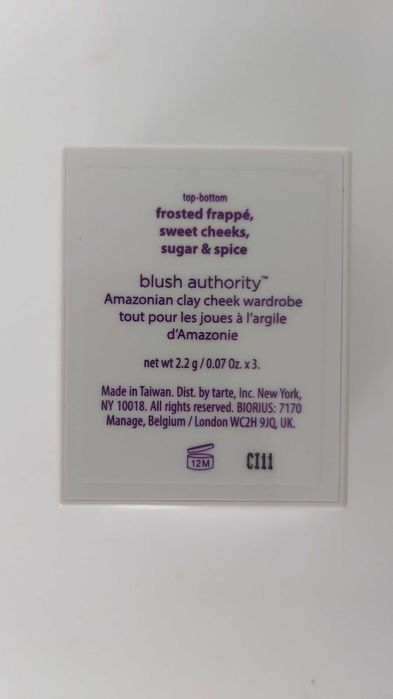 top-bottom
frosted frappé,
sweet cheeks,
sugar & spice
blush authority™
Amazonian clay cheek wardrobe
tout pour les joues à l'argile
d'Amazonie
net wt 2.2 g / 0.07 Oz. x 3.
Made in Taiwan. Dist. by tarte, Inc. New York,
NY 10018. All rights reserved. BIORIUS: 7170
Manage, Belgium / London WC2H 9JQ, UK.
12M CI11